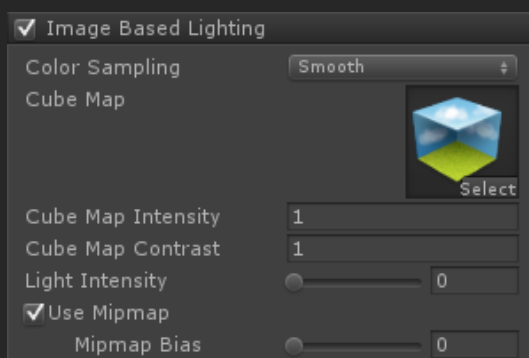 Image Based Lighting
Color Sampling Smooth
Cube Map
Select
Cube Map Intensity 1
Cube Map Contrast 1
Light Intensity 0
Use Mipmap
Mipmap Bias 0